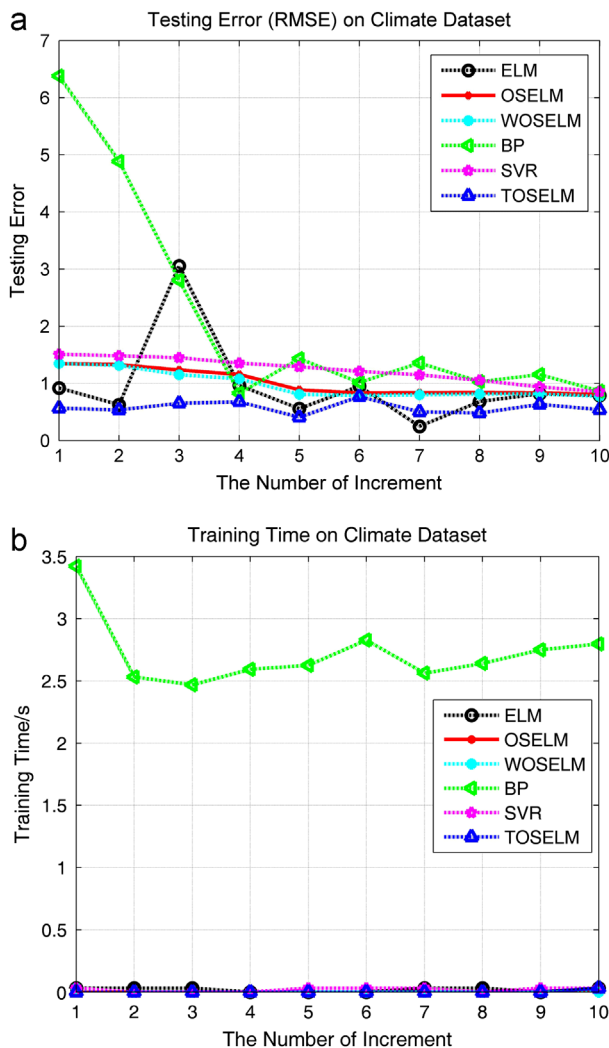 a
Testing Error (RMSE) on Climate Dataset
7
6
5
4
3
2
1
0
Testing Error
ELM
OSELM
WOSELM
BP
SVR
TOSELM
1 2 3 4 5 6 7 8 9 10
The Number of Increment
b
Training Time on Climate Dataset
3.5
3
2.5
2
1.5
1
0.5
0
Training Time/s
ELM
OSELM
WOSELM
BP
SVR
TOSELM
1 2 3 4 5 6 7 8 9 10
The Number of Increment